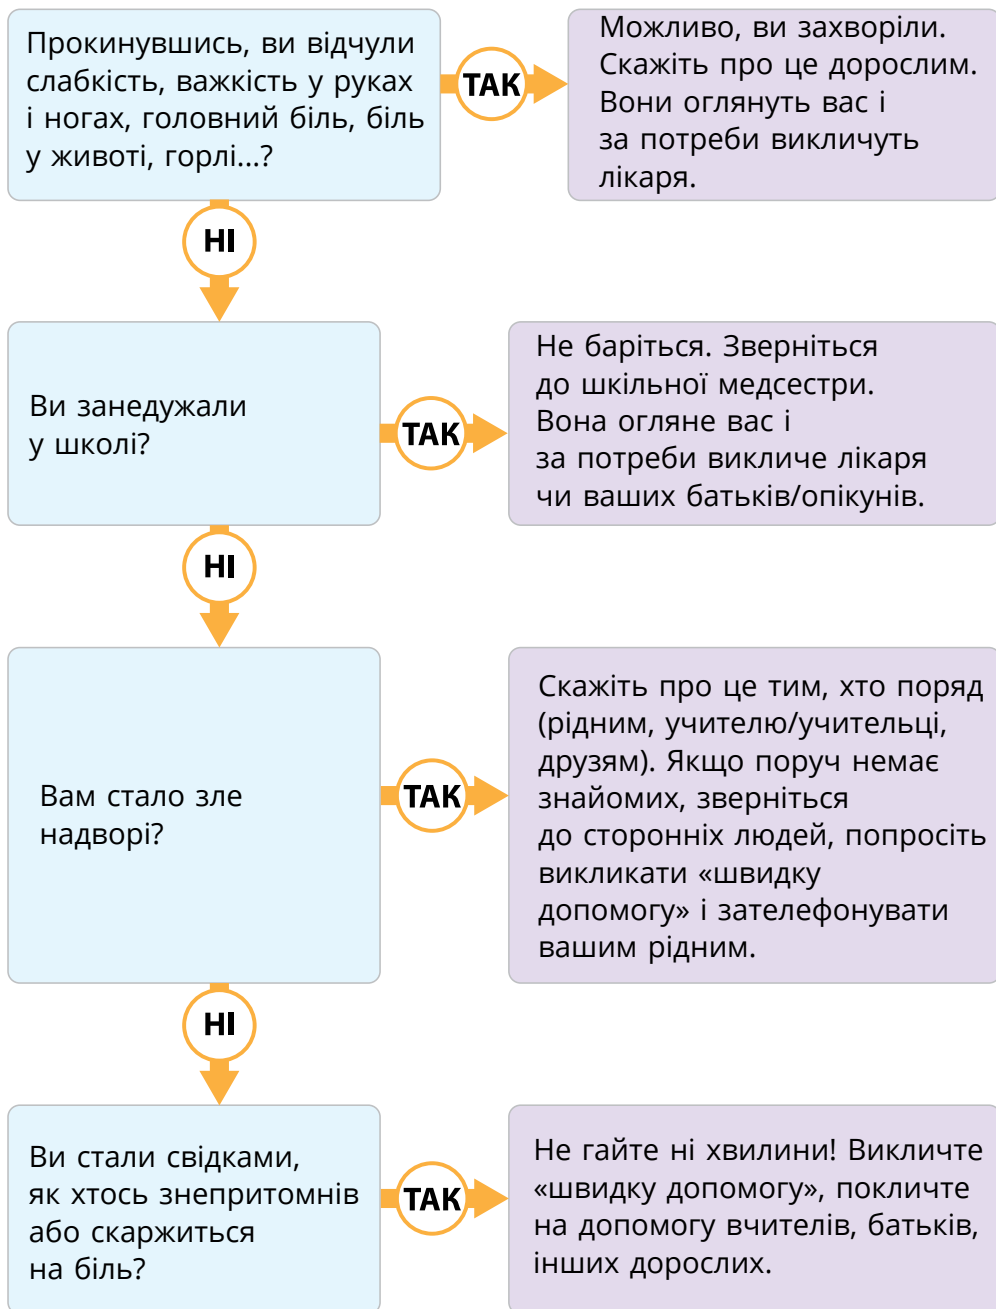 Прокинувшись, ви відчули
слабкість, важкість у руках
і ногах, головний біль, біль
у животі, горлі...?
ТАК
Можливо, ви захворіли.
Скажіть про це дорослим.
Вони оглянуть вас і
за потреби викличуть
лікаря.
НІ
Ви занедужали
у школі?
ТАК
Не баріться. Зверніться
до шкільної медсестри.
Вона огляне вас і
за потреби викличе лікаря
чи ваших батьків/опікунів.
НІ
Вам стало зле
надворі?
ТАК
Скажіть про це тим, хто поряд
(рідним, учителю/учительці,
друзям). Якщо поруч немає
знайомих, зверніться
до сторонніх людей, попросіть
викликати «швидку
допомогу» і зателефонувати
вашим рідним.
НІ
Ви стали свідками,
як хтось знепритомнів
або скаржиться
на біль?
ТАК
Не гайте ні хвилини! Викличте
«швидку допомогу», покличте
на допомогу вчителів, батьків,
інших дорослих.